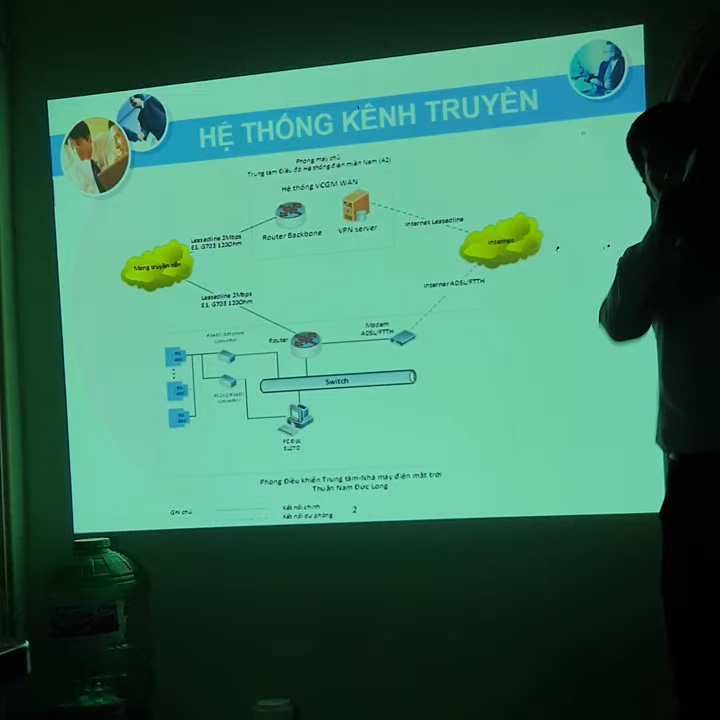 HỆ THỐNG KÊNH TRUYỀN
Phòng máy chủ
Trung tâm Điều độ Hệ thống điện miền Nam (A2)
Hệ thống VCGM WAN
Router Backbone
VPN server
Internet Leasedline
Internet
Leasedline 2Mbps
E1, G703 120Ohm
Mạng truyền dẫn
Leasedline 2Mbps
E1, G703 120Ohm
Internet ADSL/FTTH
Router
Modem
ADSL/FTTH
Converter
Switch
Converter
Phòng Điều khiển Trung tâm-Nhà máy điện mặt trời
Thuận Nam Đức Long
Ghi chú
Kết nối chính
Kết nối dự phòng
2